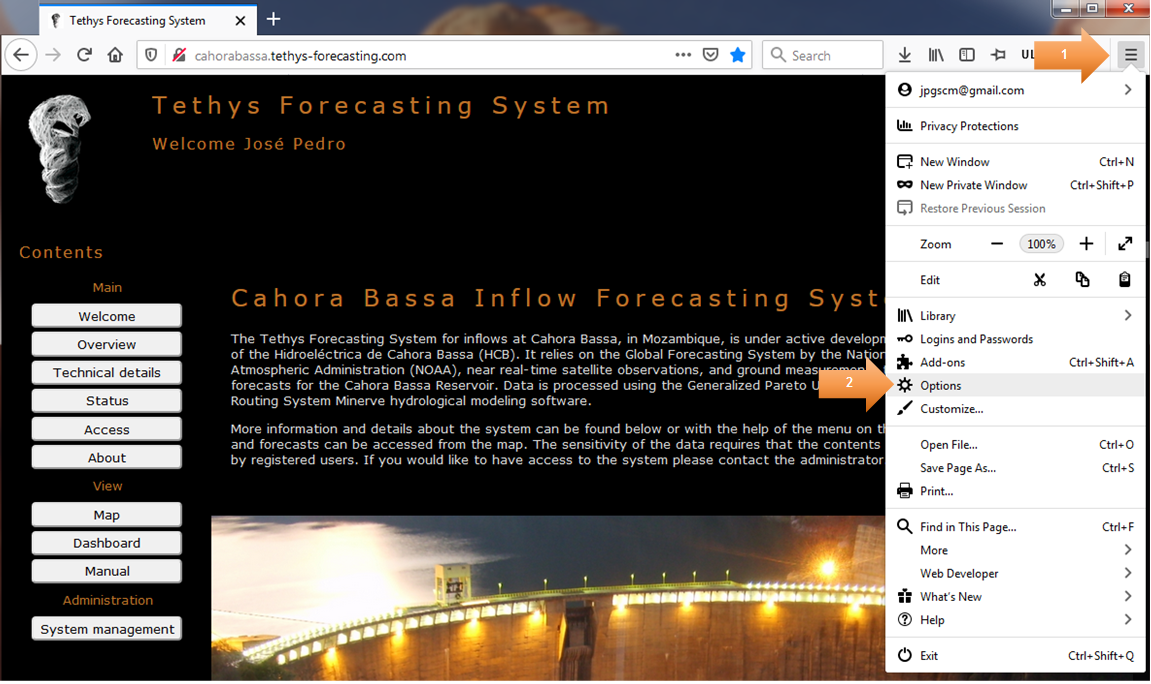 Tethys Forecasting System
cahorabassa.tethys-forecasting.com
Search
1
Tethys Forecasting System
Welcome José Pedro
Contents
Main
Welcome
Overview
Technical details
Status
Access
About
View
Map
Dashboard
Manual
Administration
System management
Cahora Bassa Inflow Forecasting Syst
The Tethys Forecasting System for inflows at Cahora Bassa, in Mozambique, is under active developm
of the Hidroeléctrica de Cahora Bassa (HCB). It relies on the Global Forecasting System by the Nation
Atmospheric Administration (NOAA), near real-time satellite observations, and ground measurements
forecasts for the Cahora Bassa Reservoir. Data is processed using the Generalized Pareto U
Routing System Minerve hydrological modeling software.
More information and details about the system can be found below or with the help of the menu on th
and forecasts can be accessed from the map. The sensitivity of the data requires that the contents
by registered users. If you would like to have access to the system please contact the administrator
jpgscm@gmail.com
Privacy Protections
New Window Ctrl+N
New Private Window Ctrl+Shift+P
Restore Previous Session
Zoom 100%
Edit
Library
Logins and Passwords
Add-ons Ctrl+Shift+A
2
Options
Customize...
Open File... Ctrl+O
Save Page As... Ctrl+S
Print...
Find in This Page... Ctrl+F
More
Web Developer
What's New
Help
Exit Ctrl+Shift+Q